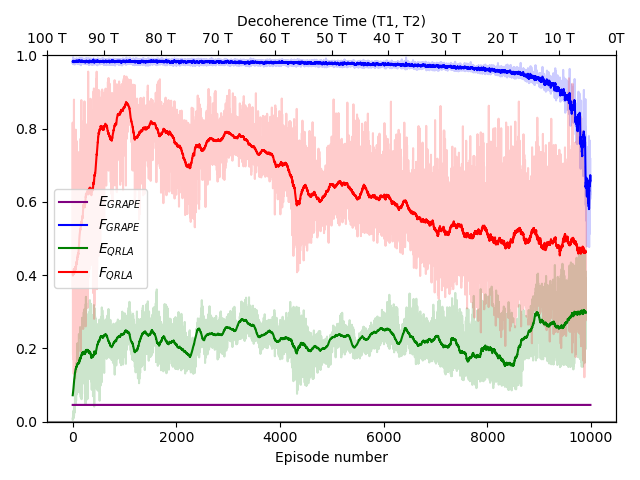 Decoherence Time (T1, T2)
100 T 90 T 80 T 70 T 60 T 50 T 40 T 30 T 20 T 10 T 0T
1.0
0.8
0.6
0.4
0.2
0.0
E_GRAPE
F_GRAPE
E_QRLA
F_QRLA
0 2000 4000 6000 8000 10000
Episode number